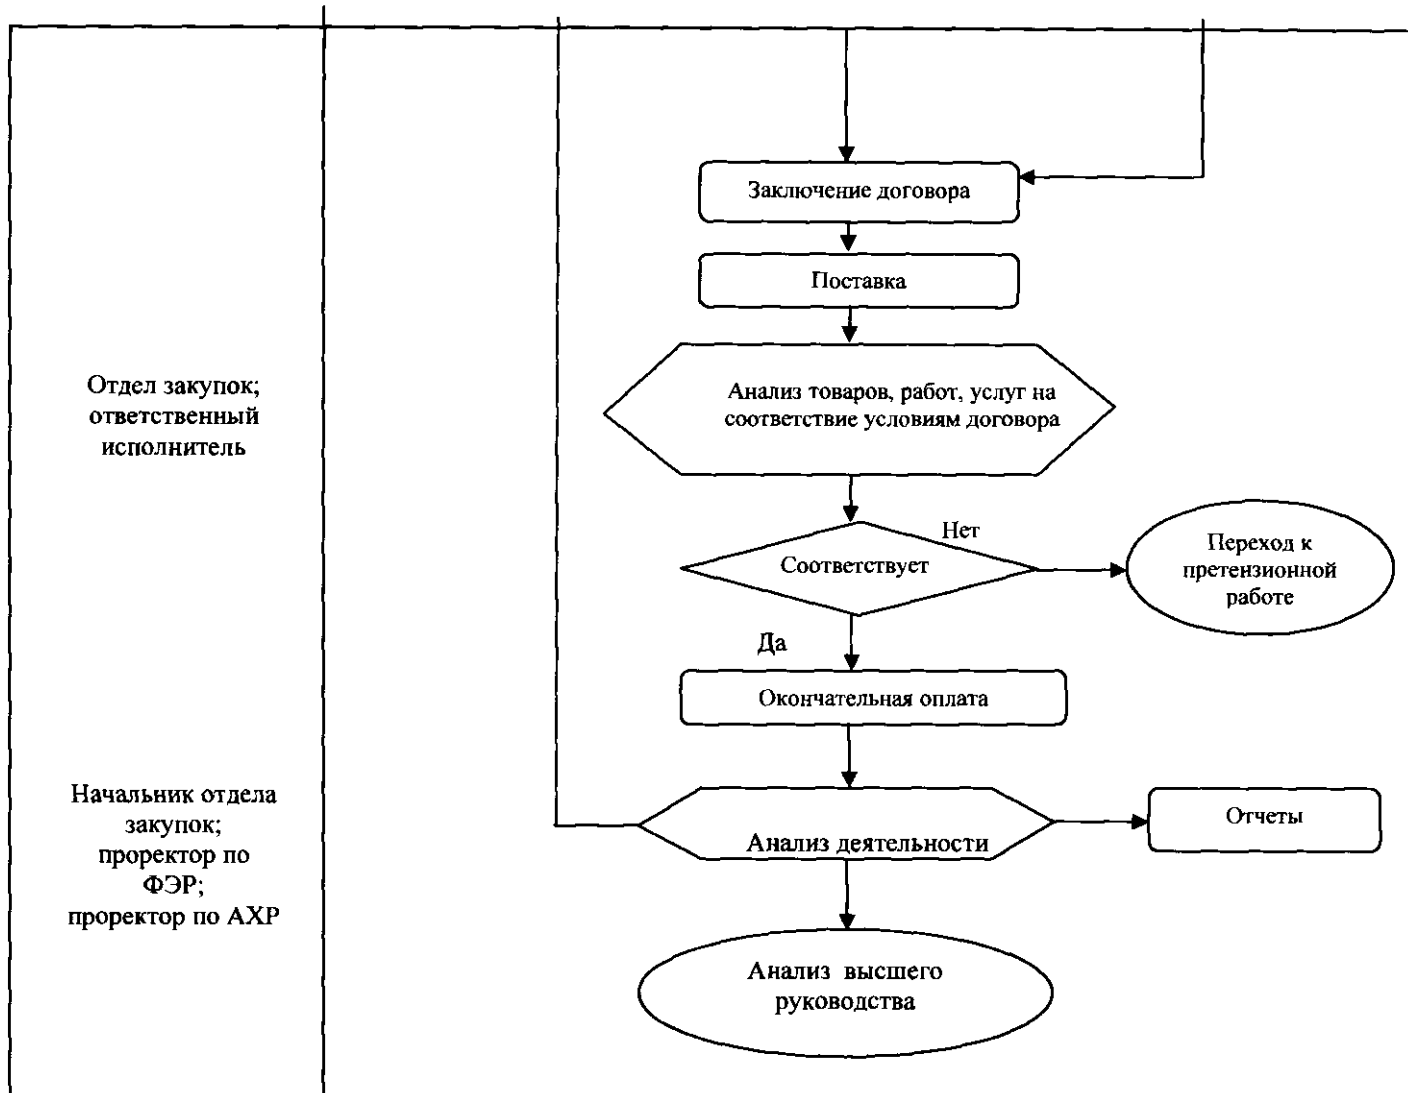 Заключение договора
Поставка
Отдел закупок;
ответственный
исполнитель
Анализ товаров, работ, услуг на
соответствие условиям договора
Нет
Соответствует
Переход к
претензионной
работе
Да
Окончательная оплата
Начальник отдела
закупок;
проректор по
ФЭР;
проректор по АХР
Анализ деятельности
Отчеты
Анализ высшего
руководства